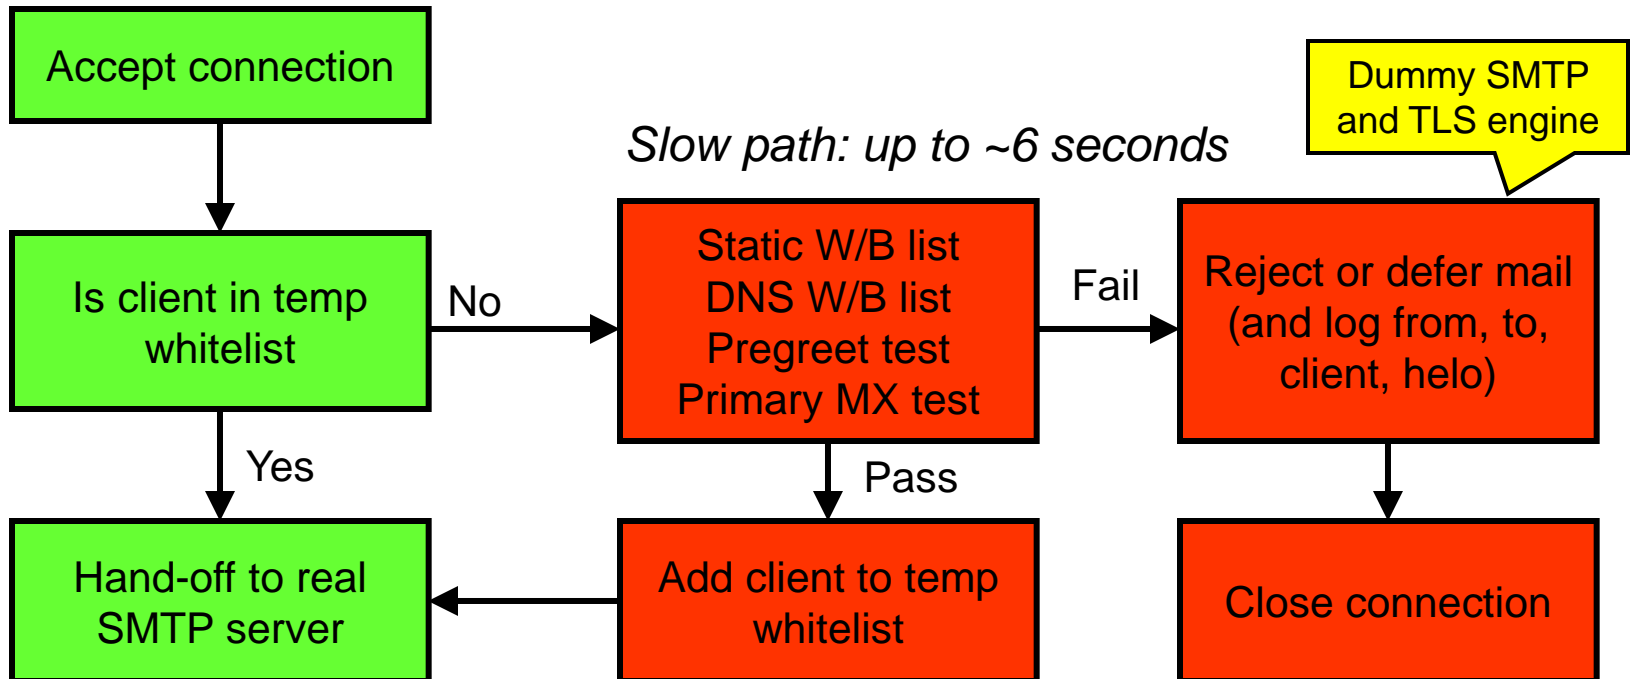 Accept connection
Dummy SMTP
and TLS engine
Slow path: up to ~6 seconds
Is client in temp
whitelist
No
Static W/B list
DNS W/B list
Pregreet test
Primary MX test
Fail
Reject or defer mail
(and log from, to,
client, helo)
Yes
Pass
Hand-off to real
SMTP server
Add client to temp
whitelist
Close connection